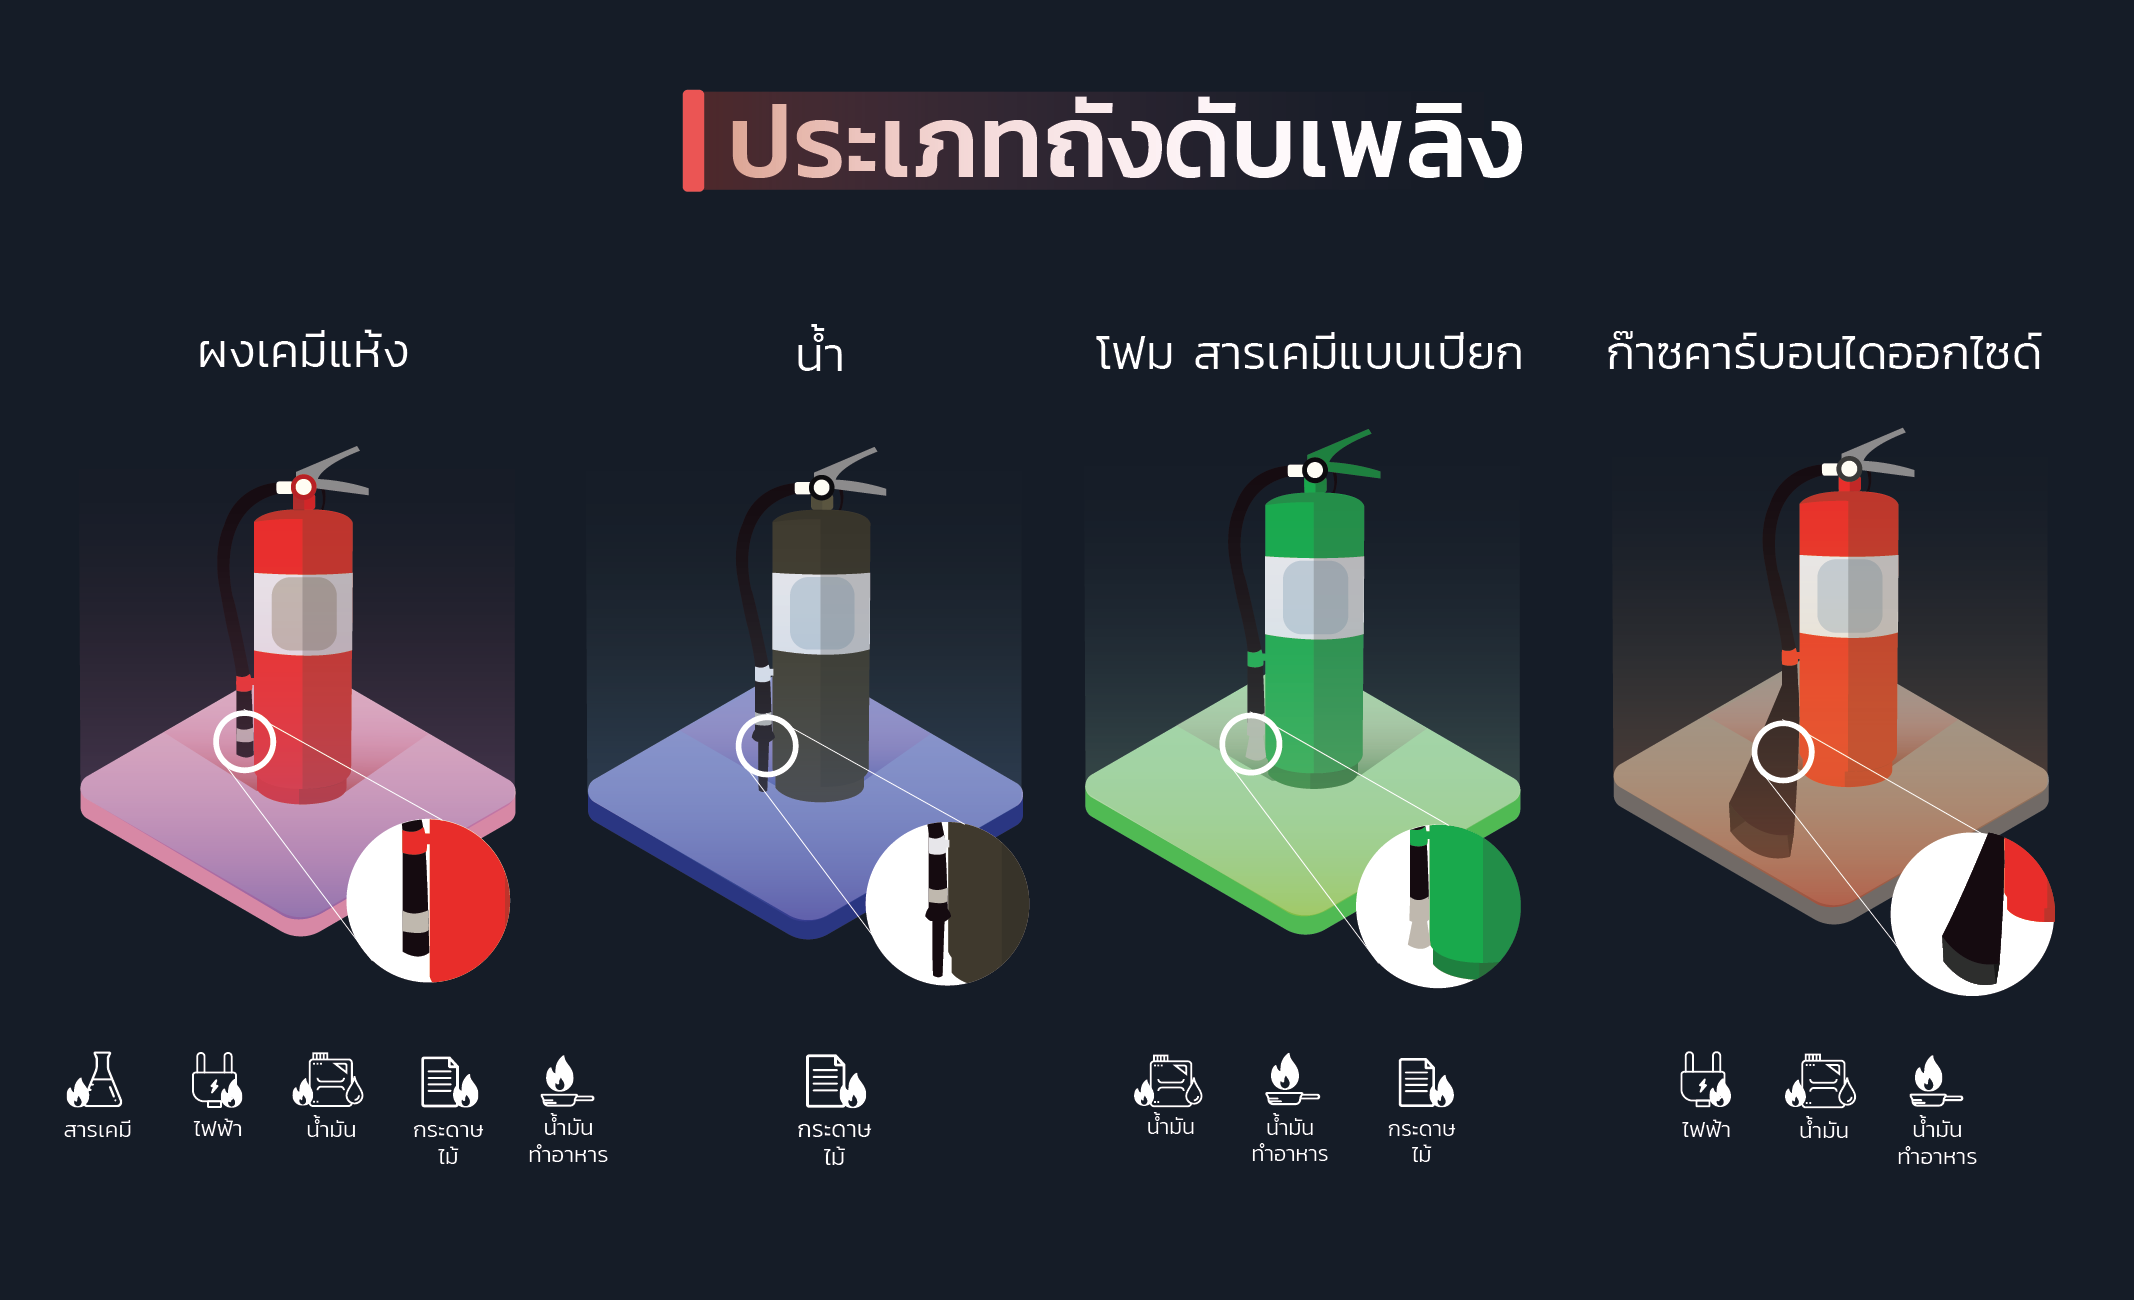 ประเภทถังดับเพลิง
ผงเคมีแห้ง
น้ำ
โฟม สารเคมีแบบเปียก
ก๊าซคาร์บอนไดออกไซด์
สารเคมี
ไฟฟ้า
น้ำมัน
กระดาษ
ไม้
น้ำมัน
ทำอาหาร
กระดาษ
ไม้
น้ำมัน
น้ำมัน
ทำอาหาร
กระดาษ
ไม้
ไฟฟ้า
น้ำมัน
น้ำมัน
ทำอาหาร